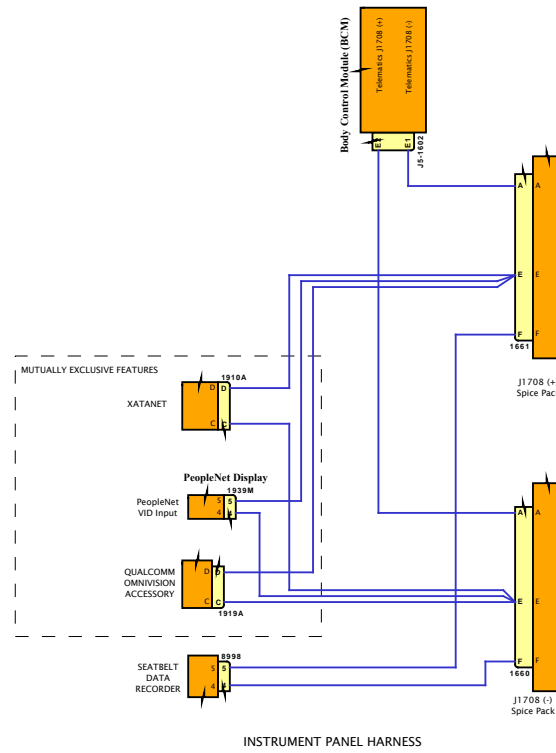 Body Control Module (BCM)
Telematics J1708 (+)
Telematics J1708 (-)
E2
E1
J5-1602
A
A
E
E
F
F
1661
J1708 (+
Spice Pac
MUTUALLY EXCLUSIVE FEATURES
1910A
XATANET
D
D
C
C
PeopleNet Display
1939M
PeopleNet
VID Input
5
5
4
4
QUALCOMM
OMNIVISION
ACCESSORY
D
D
C
C
1919A
A
A
E
E
F
F
1660
J1708 (-)
Spice Pack
8998
SEATBELT
DATA
RECORDER
5
5
4
4
INSTRUMENT PANEL HARNESS